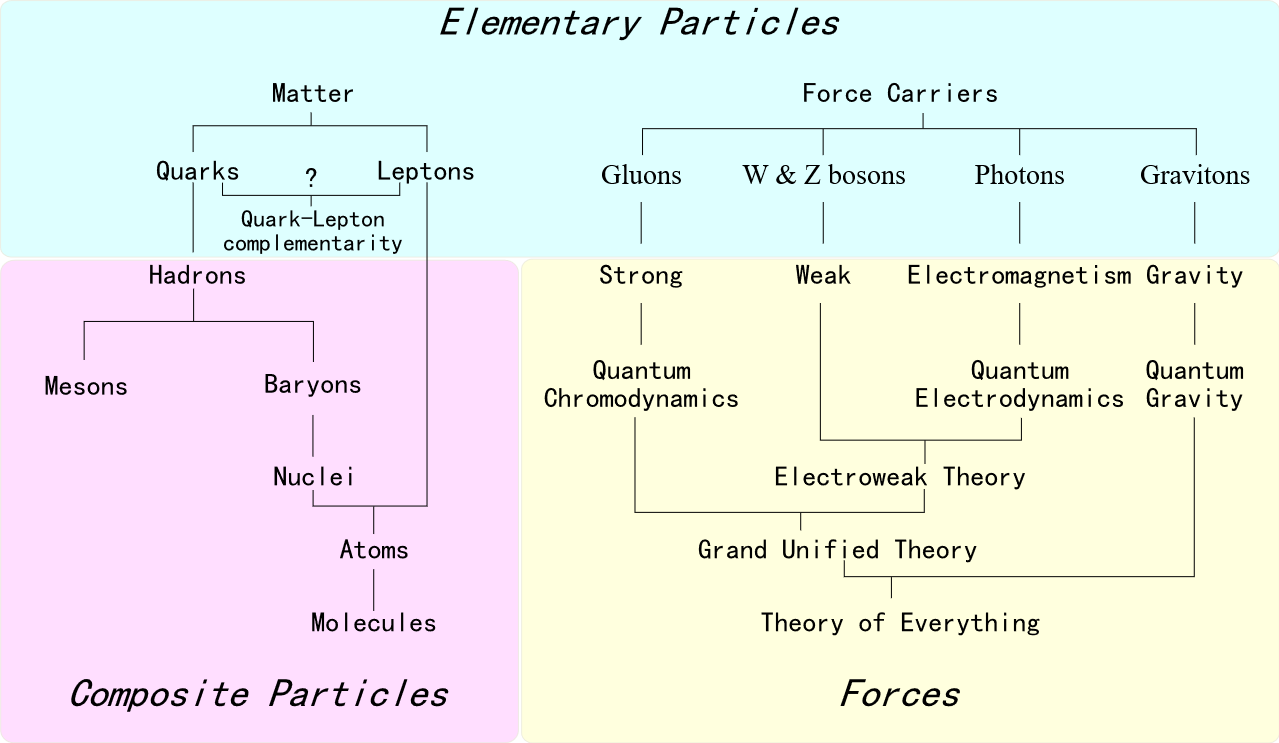 Elementary Particles
Matter
Force Carriers
Quarks
?
Leptons
Gluons
W & Z bosons
Photons
Gravitons
Quark-Lepton
complementarity
Hadrons
Strong
Weak
Electromagnetism
Gravity
Mesons
Baryons
Quantum
Chromodynamics
Quantum
Electrodynamics
Quantum
Gravity
Nuclei
Electroweak Theory
Atoms
Grand Unified Theory
Molecules
Theory of Everything
Composite Particles
Forces